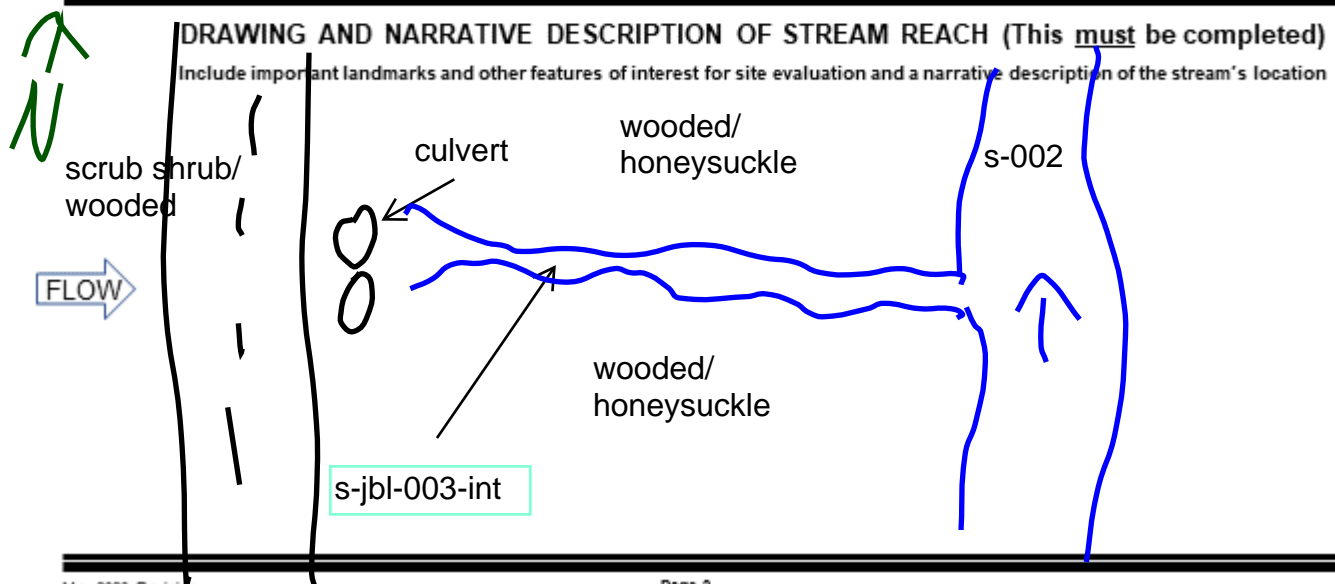 DRAWING AND NARRATIVE DESCRIPTION OF STREAM REACH (This must be completed)
Include important landmarks and other features of interest for site evaluation and a narrative description of the stream's location
N
scrub shrub/
wooded
culvert
wooded/
honeysuckle
s-002
FLOW
wooded/
honeysuckle
s-jbl-003-int